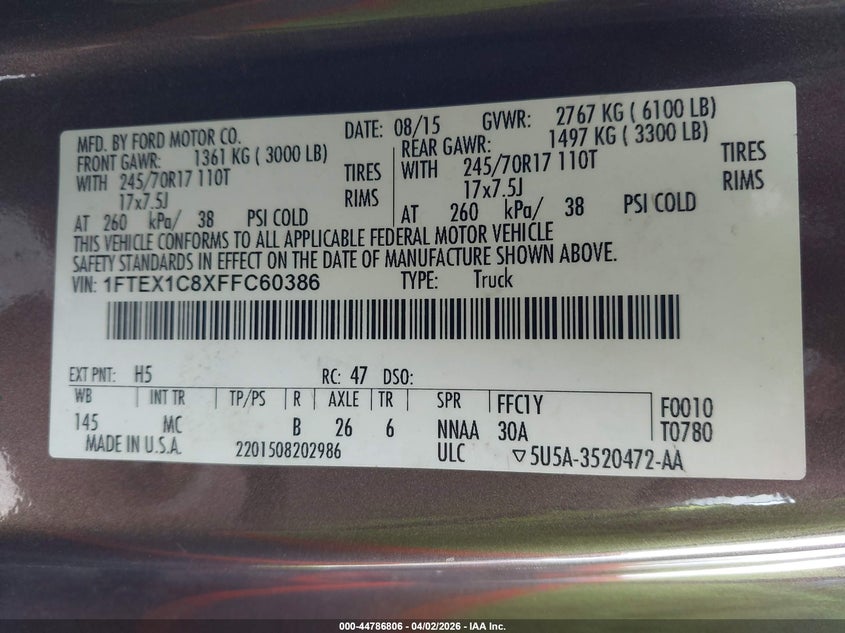 MFD. BY FORD MOTOR CO. DATE: 08/15 GVWR: 2767 KG ( 6100 LB)
FRONT GAWR: 1361 KG ( 3000 LB) REAR GAWR: 1497 KG ( 3300 LB)
WITH 245/70R17 110T TIRES WITH 245/70R17 110T TIRES
17x7.5J RIMS 17x7.5J RIMS
AT 260 kPa/ 38 PSI COLD AT 260 kPa/ 38 PSI COLD
THIS VEHICLE CONFORMS TO ALL APPLICABLE FEDERAL MOTOR VEHICLE
SAFETY STANDARDS IN EFFECT ON THE DATE OF MANUFACTURE SHOWN ABOVE.
VIN: 1FTEX1C8XFFC60386 TYPE: Truck
EXT PNT: H5 RC: 47 DSO:
WB INT TR TP/PS R AXLE TR SPR FFC1Y F0010
145 MC B 26 6 NNAA 30A T0780
MADE IN U.S.A. 2201508202986 ULC ▽5U5A-3520472-AA
000-44786806 - 04/02/2026 - IAA Inc.